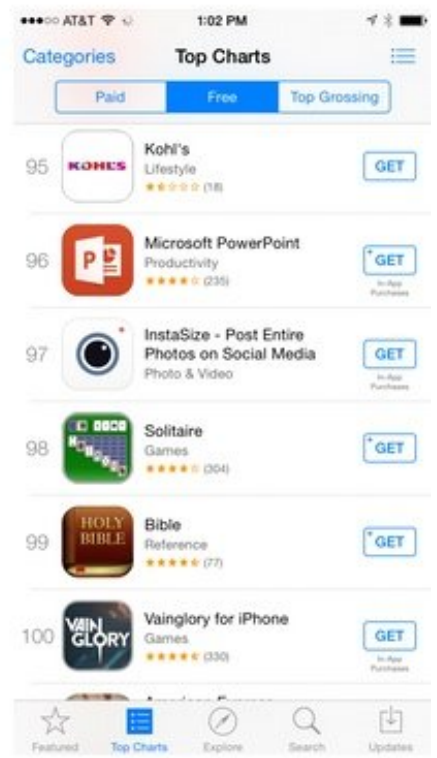 AT&T 1:02 PM
Categories Top Charts
Paid Free Top Grossing
95 KOHL'S Kohl's GET
Lifestyle
(18)
96 P Microsoft PowerPoint +GET
Productivity
(235) In-App
Purchases
97 InstaSize - Post Entire GET
Photos on Social Media
Photo & Video In-App
Purchases
98 Solitaire +GET
Games
(304)
99 HOLY BIBLE Bible +GET
Reference
(77)
100 VAIN GLORY Vainglory for iPhone GET
Games
(330) In-App
Purchases
American Express
Featured Top Charts Explore Search Updates